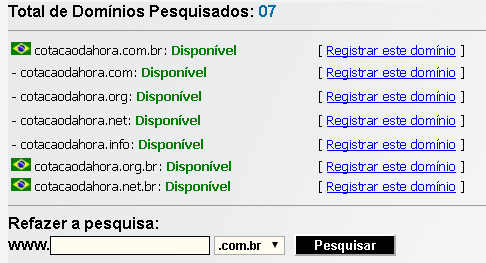 Total de Domínios Pesquisados: 07
cotacaodahora.com.br: Disponível [ Registrar este domínio ]
- cotacaodahora.com: Disponível [ Registrar este domínio ]
- cotacaodahora.org: Disponível [ Registrar este domínio ]
- cotacaodahora.net: Disponível [ Registrar este domínio ]
- cotacaodahora.info: Disponível [ Registrar este domínio ]
cotacaodahora.org.br: Disponível [ Registrar este domínio ]
cotacaodahora.net.br: Disponível [ Registrar este domínio ]
Refazer a pesquisa:
www. .com.br Pesquisar